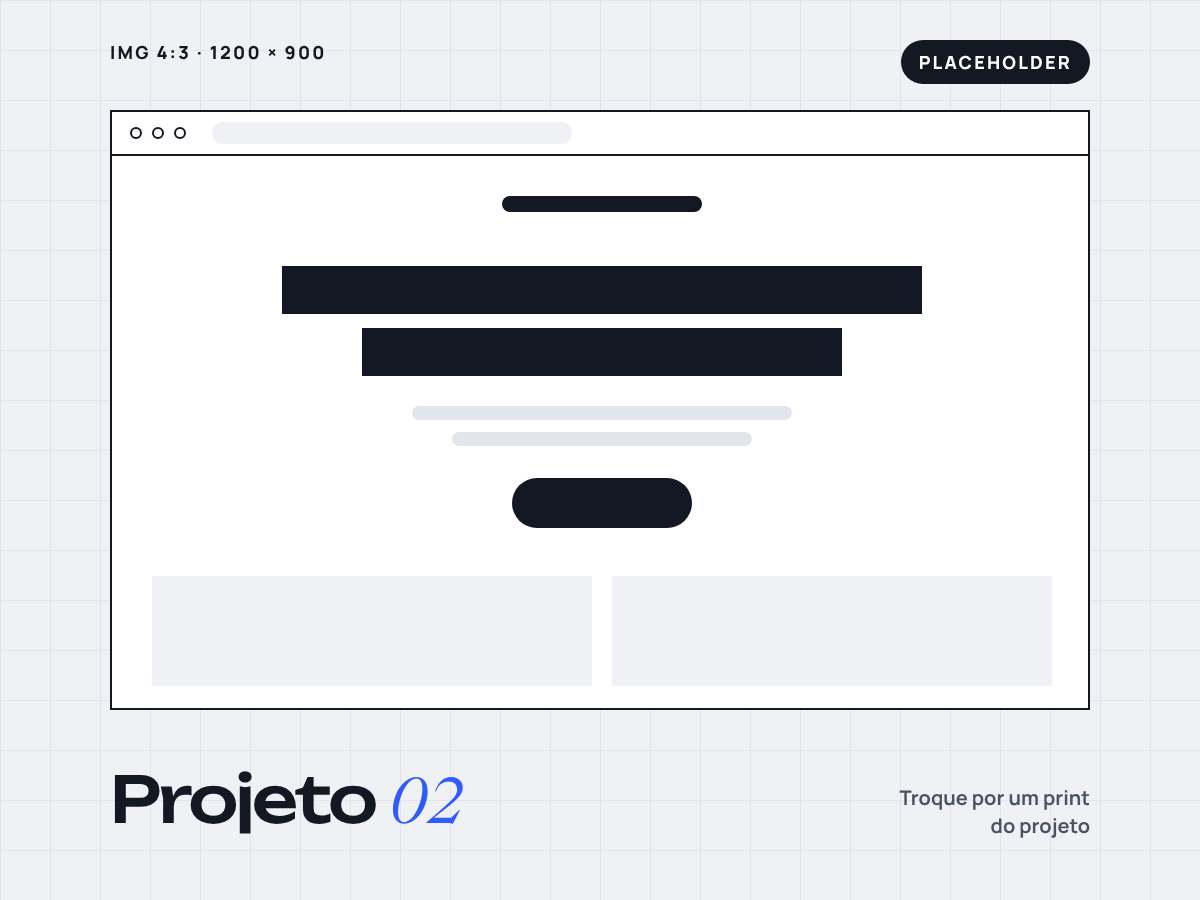 IMG 4:3 · 1200 × 900
PLACEHOLDER
Projeto 02
Troque por um print
do projeto